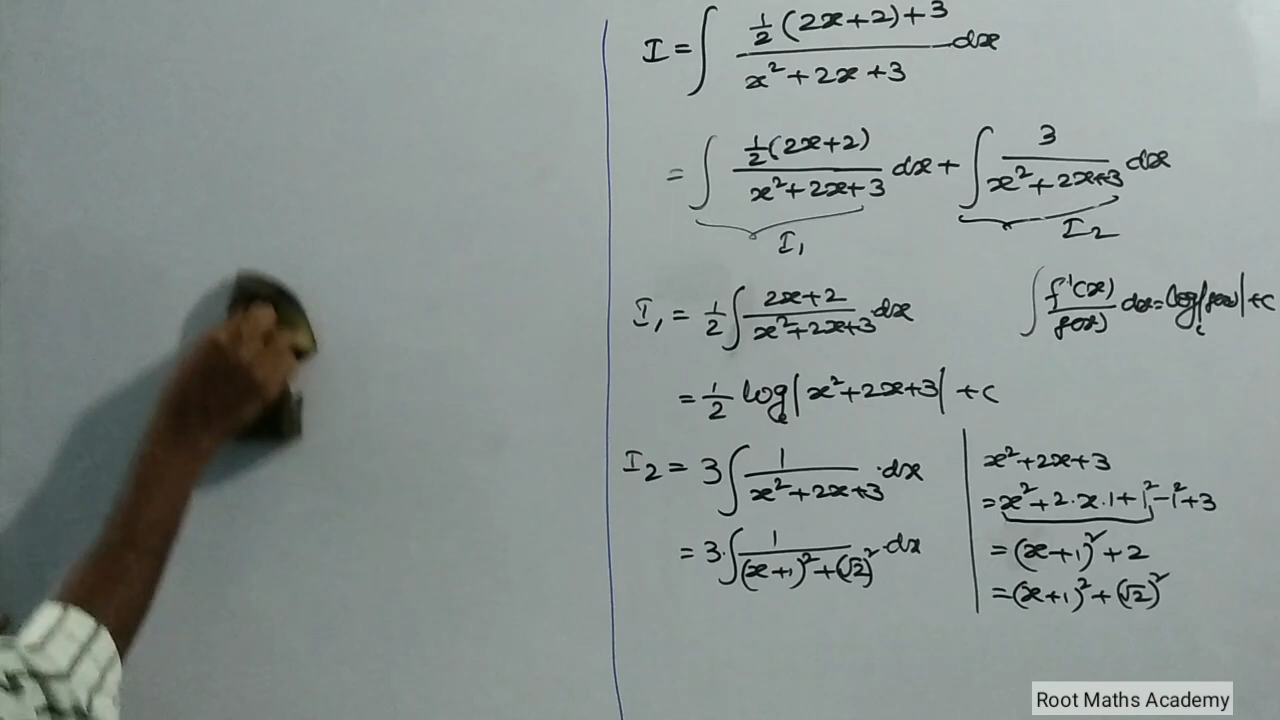 I = ∫ (½(2x+2)+3)/(x²+2x+3) dx
= ∫ (½(2x+2))/(x²+2x+3) dx + ∫ 3/(x²+2x+3) dx
I₁ I₂
I₁ = ½ ∫ (2x+2)/(x²+2x+3) dx
∫ f'(x)/f(x) dx = logₑ|f(x)| + c
= ½ logₑ|x²+2x+3| + c
I₂ = 3 ∫ 1/(x²+2x+3) · dx
= 3 · ∫ 1/((x+1)²+(√2)²) · dx
x²+2x+3
= x²+2·x·1+1²-1²+3
= (x+1)²+2
= (x+1)²+(√2)²
Root Maths Academy